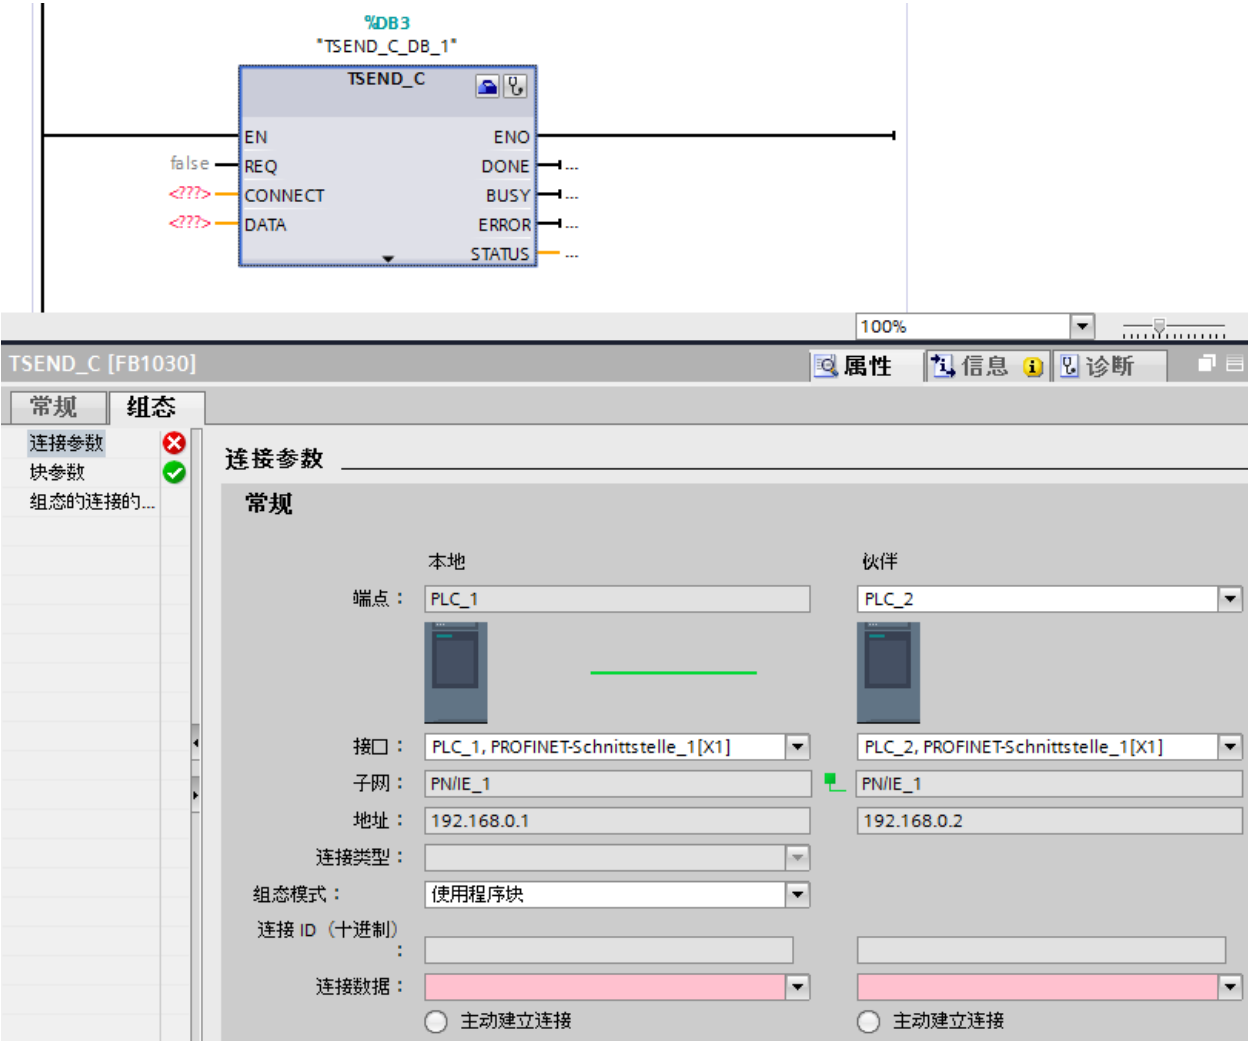 %DB3
"TSEND_C_DB_1"
TSEND_C
EN ENO
false REQ DONE ...
<???> CONNECT BUSY ...
<???> DATA ERROR ...
STATUS ...
100%
TSEND_C [FB1030] 属性 信息 诊断
常规 组态
连接参数
块参数
组态的连接的...
连接参数
常规
本地 伙伴
端点： PLC_1 PLC_2
接口： PLC_1, PROFINET-Schnittstelle_1[X1] PLC_2, PROFINET-Schnittstelle_1[X1]
子网： PN/IE_1 PN/IE_1
地址： 192.168.0.1 192.168.0.2
连接类型：
组态模式： 使用程序块
连接 ID（十进制）
：
连接数据：
主动建立连接 主动建立连接